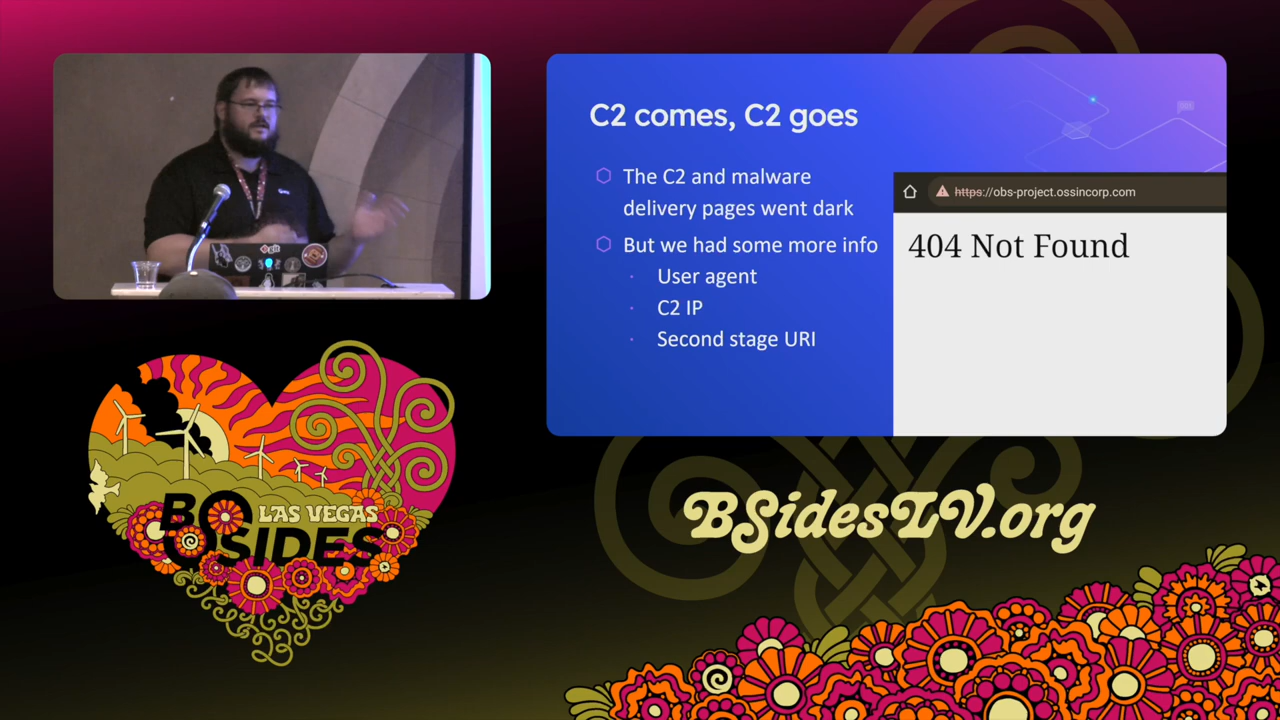 C2 comes, C2 goes
The C2 and malware
delivery pages went dark
But we had some more info
User agent
C2 IP
Second stage URI
https://obs-project.ossincorp.com
404 Not Found
LAS VEGAS
BSIDES
BSidesLV.org